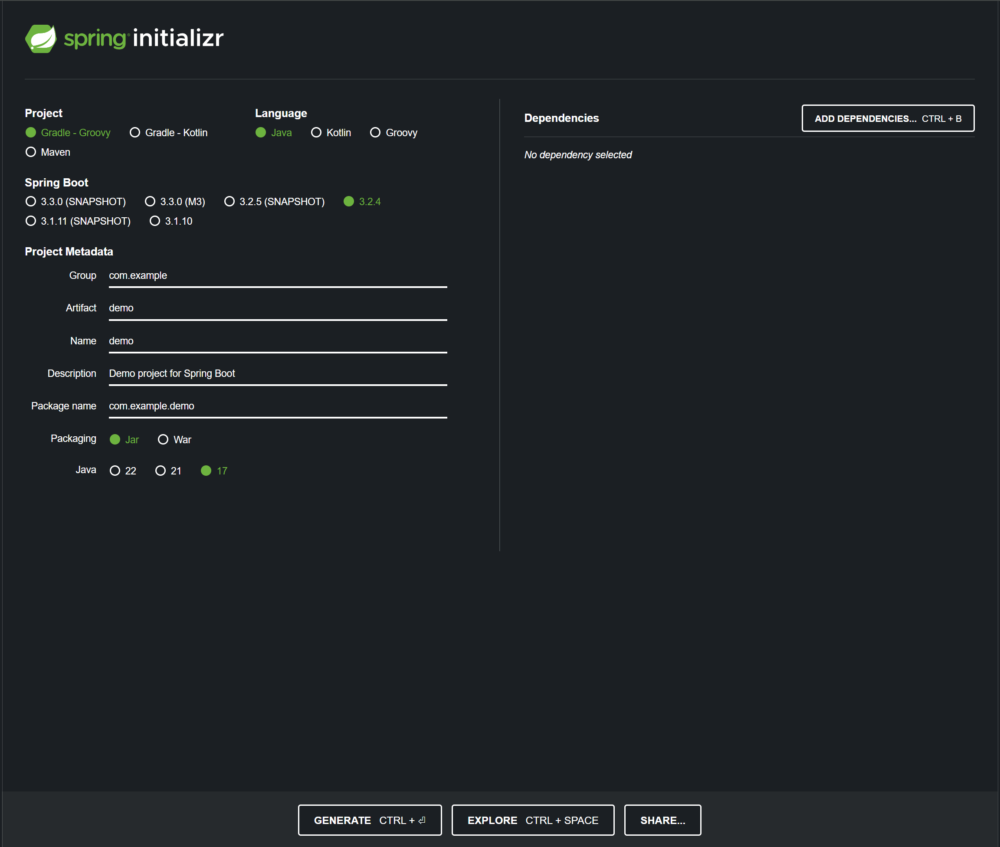 spring initializr
Project
Gradle - Groovy Gradle - Kotlin
Maven
Language
Java Kotlin Groovy
Spring Boot
3.3.0 (SNAPSHOT) 3.3.0 (M3) 3.2.5 (SNAPSHOT) 3.2.4
3.1.11 (SNAPSHOT) 3.1.10
Project Metadata
Group com.example
Artifact demo
Name demo
Description Demo project for Spring Boot
Package name com.example.demo
Packaging Jar War
Java 22 21 17
Dependencies
ADD DEPENDENCIES... CTRL + B
No dependency selected
GENERATE CTRL + ⏎
EXPLORE CTRL + SPACE
SHARE...